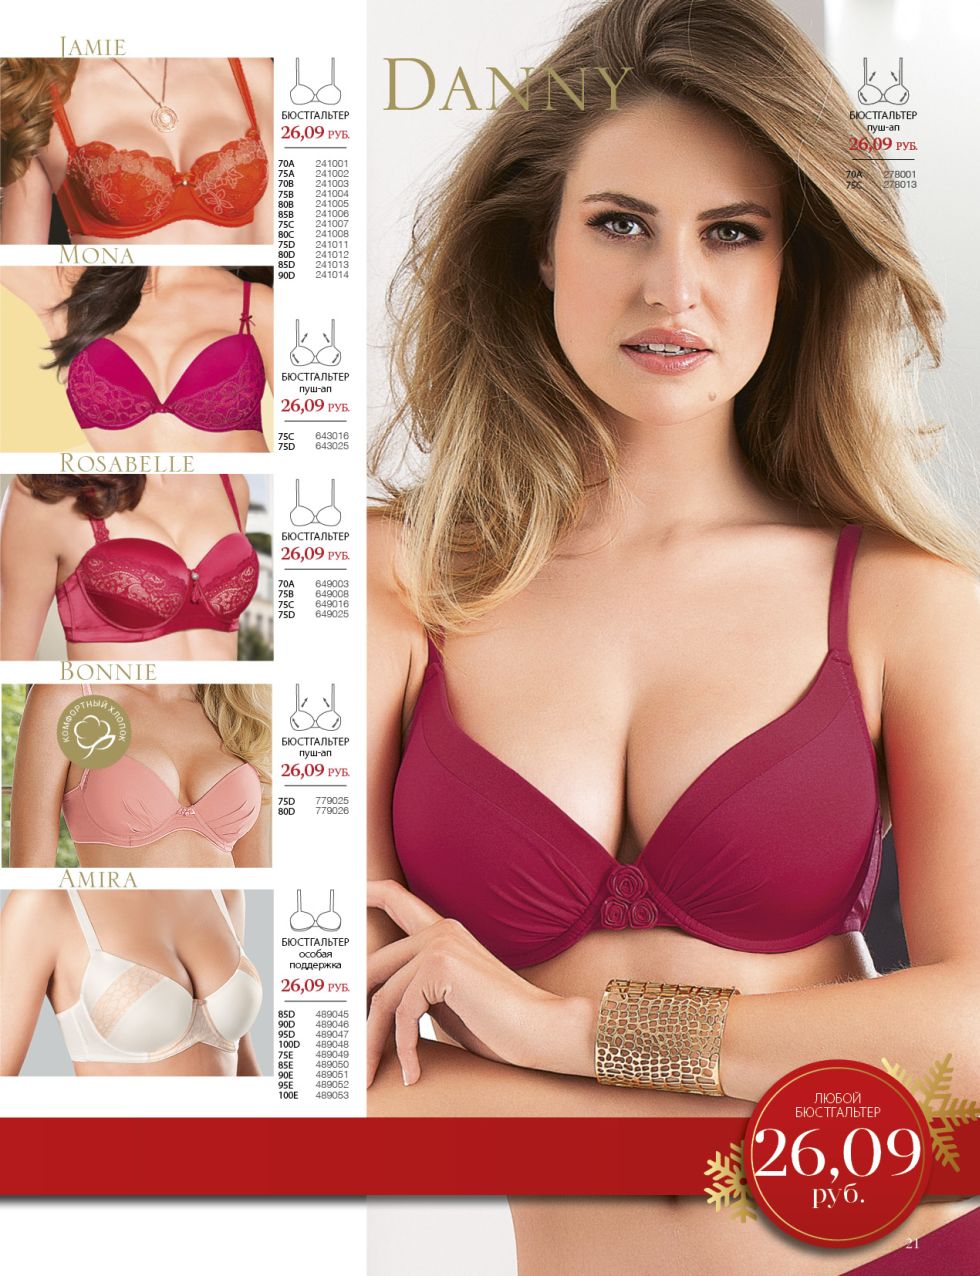 JAMIE
БЮСТГАЛЬТЕР
26,09 РУБ.
70A 241001
75A 241002
70B 241003
75B 241004
80B 241005
85B 241006
75C 241007
80C 241008
75D 241011
80D 241012
85D 241013
90D 241014
MONA
БЮСТГАЛЬТЕР
пуш-ап
26,09 РУБ.
75C 643016
75D 643025
ROSABELLE
БЮСТГАЛЬТЕР
26,09 РУБ.
70A 649003
75B 649008
75C 649016
75D 649025
BONNIE
КОМФОРТНЫЙ ХЛОПОК
БЮСТГАЛЬТЕР
пуш-ап
26,09 РУБ.
75D 779025
80D 779026
AMIRA
БЮСТГАЛЬТЕР
особая
поддержка
26,09 РУБ.
85D 489045
90D 489046
95D 489047
100D 489048
75E 489049
85E 489050
90E 489051
95E 489052
100E 489053
DANNY
БЮСТГАЛЬТЕР
пуш-ап
26,09 РУБ.
70A 278001
75C 278013
ЛЮБОЙ
БЮСТГАЛЬТЕР
26,09
руб.
21